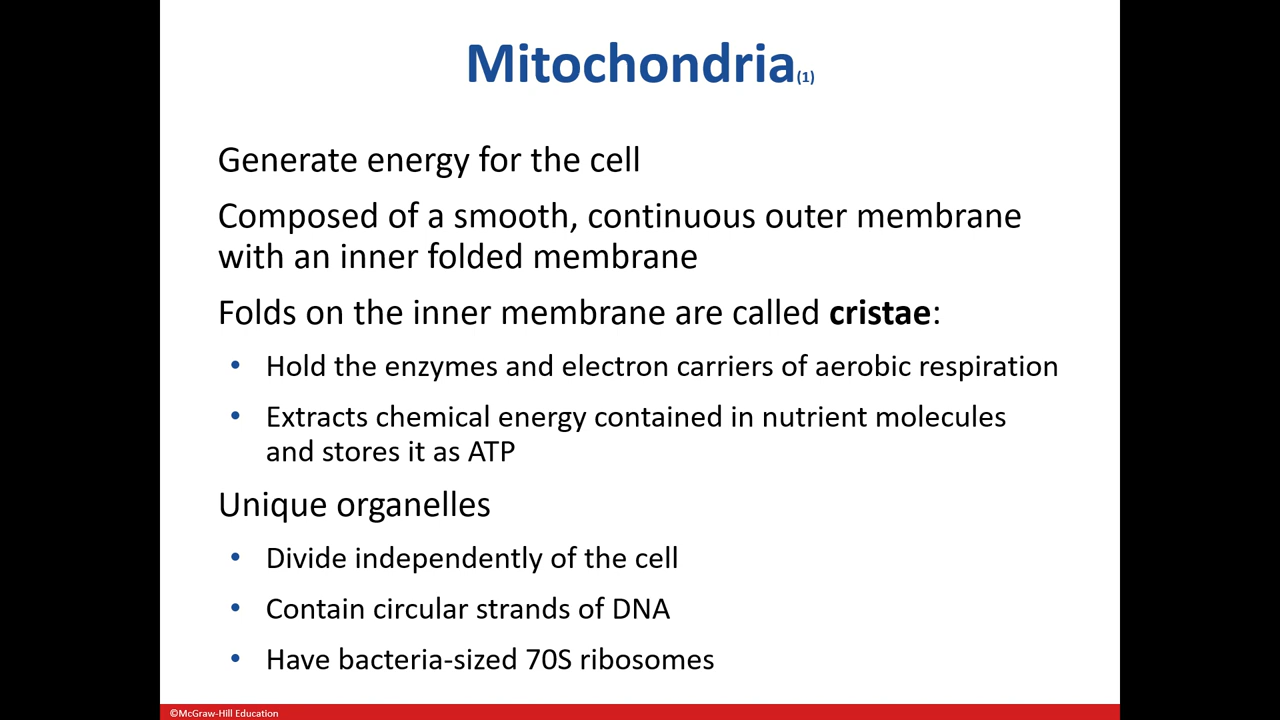 Mitochondria(1)
Generate energy for the cell
Composed of a smooth, continuous outer membrane
with an inner folded membrane
Folds on the inner membrane are called cristae:
• Hold the enzymes and electron carriers of aerobic respiration
• Extracts chemical energy contained in nutrient molecules
and stores it as ATP
Unique organelles
• Divide independently of the cell
• Contain circular strands of DNA
• Have bacteria-sized 70S ribosomes
©McGraw-Hill Education